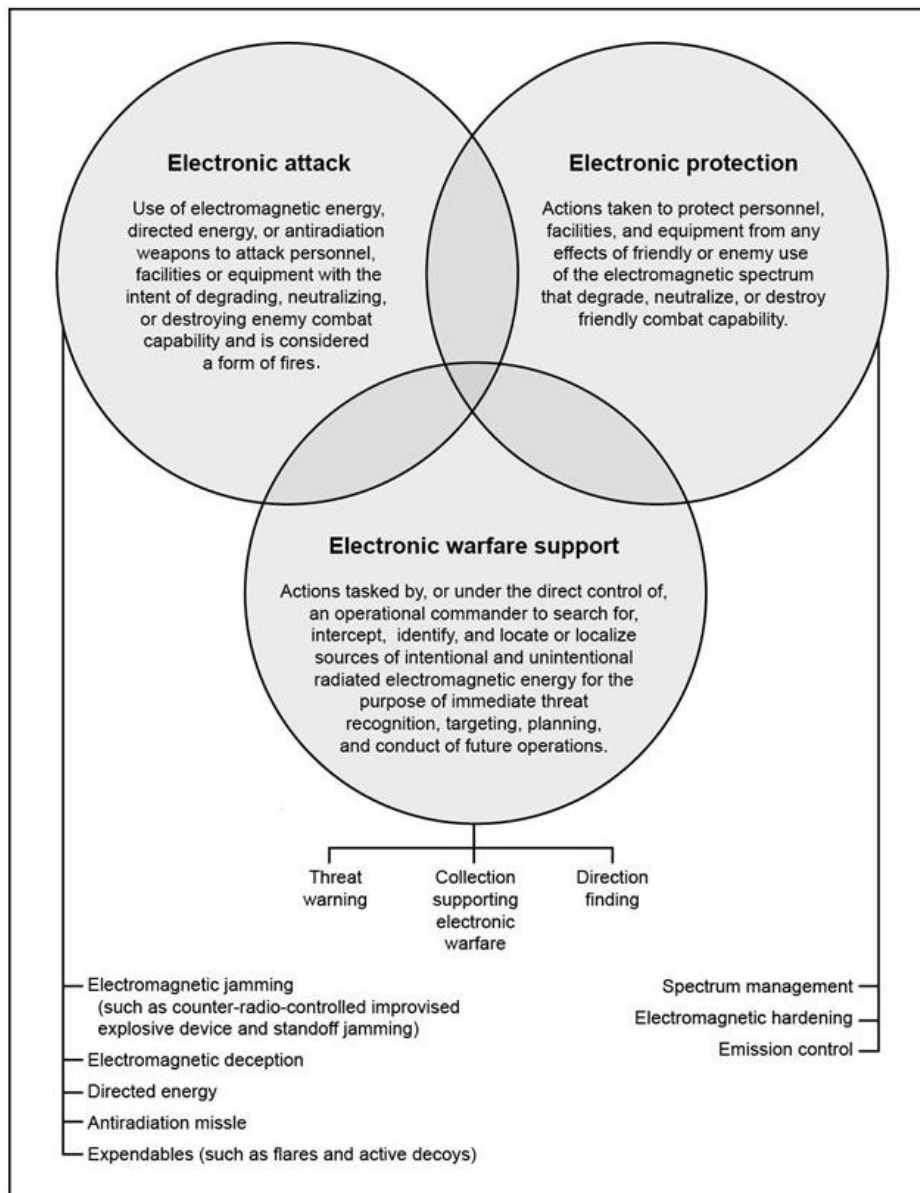 Electronic attack
Use of electromagnetic energy,
directed energy, or antiradiation
weapons to attack personnel,
facilities or equipment with the
intent of degrading, neutralizing,
or destroying enemy combat
capability and is considered
a form of fires.
Electronic protection
Actions taken to protect personnel,
facilities, and equipment from any
effects of friendly or enemy use
of the electromagnetic spectrum
that degrade, neutralize, or destroy
friendly combat capability.
Electronic warfare support
Actions tasked by, or under the direct control of,
an operational commander to search for,
intercept, identify, and locate or localize
sources of intentional and unintentional
radiated electromagnetic energy for the
purpose of immediate threat
recognition, targeting, planning,
and conduct of future operations.
Threat
warning
Collection
supporting
electronic
warfare
Direction
finding
Electromagnetic jamming
(such as counter-radio-controlled improvised
explosive device and standoff jamming)
Electromagnetic deception
Directed energy
Antiradiation missle
Expendables (such as flares and active decoys)
Spectrum management
Electromagnetic hardening
Emission control